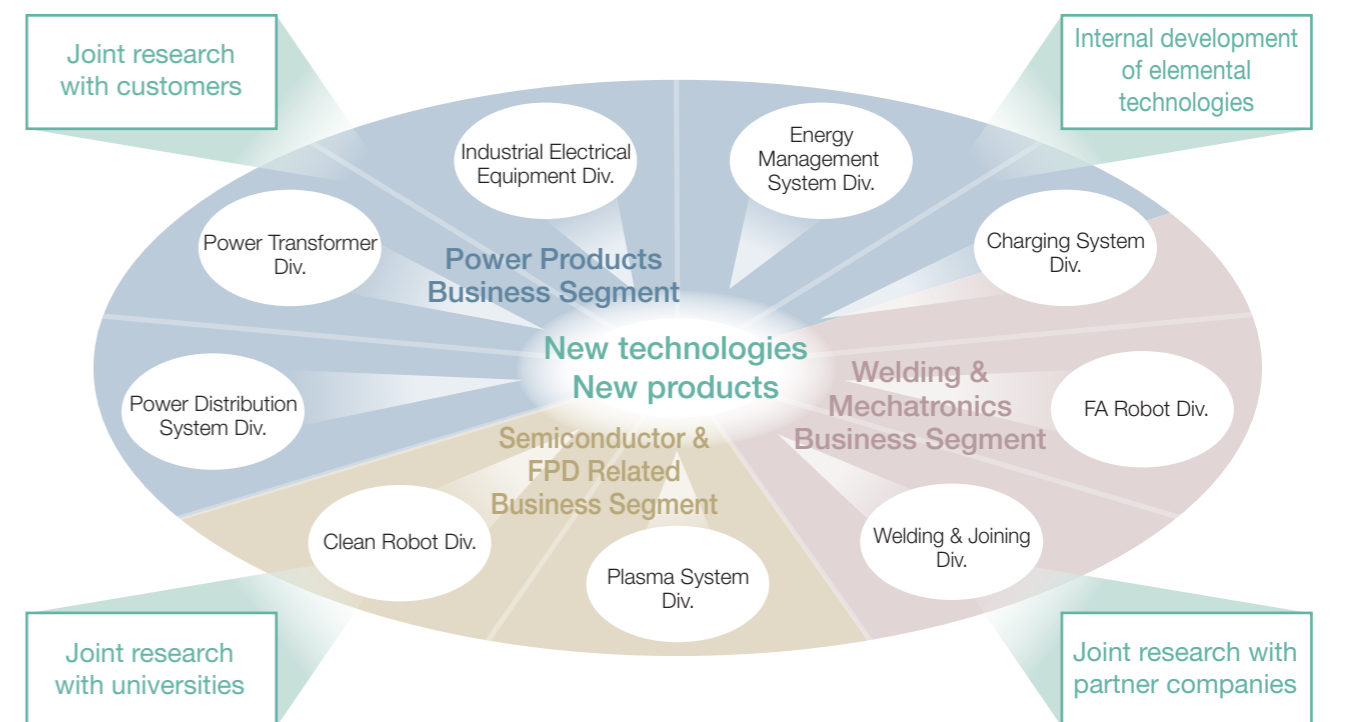 Joint research
with customers
Internal development
of elemental
technologies
Industrial Electrical
Equipment Div.
Energy
Management
System Div.
Power Transformer
Div.
Charging System
Div.
Power Products
Business Segment
New technologies
New products
Welding &
Mechatronics
Business Segment
Power Distribution
System Div.
FA Robot Div.
Semiconductor &
FPD Related
Business Segment
Clean Robot Div.
Plasma System
Div.
Welding & Joining
Div.
Joint research
with universities
Joint research with
partner companies